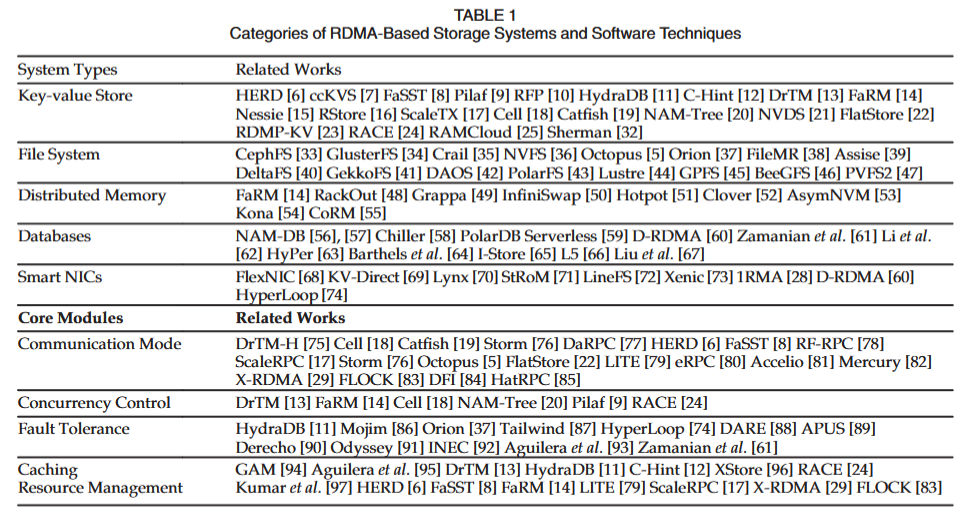 TABLE 1
Categories of RDMA-Based Storage Systems and Software Techniques
System Types Related Works
Key-value Store HERD [6] ccKVS [7] FaSST [8] Pilaf [9] RFP [10] HydraDB [11] C-Hint [12] DrTM [13] FaRM [14]
Nessie [15] RStore [16] ScaleTX [17] Cell [18] Catfish [19] NAM-Tree [20] NVDS [21] FlatStore [22]
RDMP-KV [23] RACE [24] RAMCloud [25] Sherman [32]
File System CephFS [33] GlusterFS [34] Crail [35] NVFS [36] Octopus [5] Orion [37] FileMR [38] Assise [39]
DeltaFS [40] GekkoFS [41] DAOS [42] PolarFS [43] Lustre [44] GPFS [45] BeeGFS [46] PVFS2 [47]
Distributed Memory FaRM [14] RackOut [48] Grappa [49] InfiniSwap [50] Hotpot [51] Clover [52] AsymNVM [53]
Kona [54] CoRM [55]
Databases NAM-DB [56], [57] Chiller [58] PolarDB Serverless [59] D-RDMA [60] Zamanian et al. [61] Li et al.
[62] HyPer [63] Barthels et al. [64] I-Store [65] L5 [66] Liu et al. [67]
Smart NICs FlexNIC [68] KV-Direct [69] Lynx [70] StRoM [71] LineFS [72] Xenic [73] 1RMA [28] D-RDMA [60]
HyperLoop [74]
Core Modules Related Works
Communication Mode DrTM-H [75] Cell [18] Catfish [19] Storm [76] DaRPC [77] HERD [6] FaSST [8] RF-RPC [78]
ScaleRPC [17] Storm [76] Octopus [5] FlatStore [22] LITE [79] eRPC [80] Accelio [81] Mercury [82]
X-RDMA [29] FLOCK [83] DFI [84] HatRPC [85]
Concurrency Control DrTM [13] FaRM [14] Cell [18] NAM-Tree [20] Pilaf [9] RACE [24]
Fault Tolerance HydraDB [11] Mojim [86] Orion [37] Tailwind [87] HyperLoop [74] DARE [88] APUS [89]
Derecho [90] Odyssey [91] INEC [92] Aguilera et al. [93] Zamanian et al. [61]
Caching GAM [94] Aguilera et al. [95] DrTM [13] HydraDB [11] C-Hint [12] XStore [96] RACE [24]
Resource Management Kumar et al. [97] HERD [6] FaSST [8] FaRM [14] LITE [79] ScaleRPC [17] X-RDMA [29] FLOCK [83]